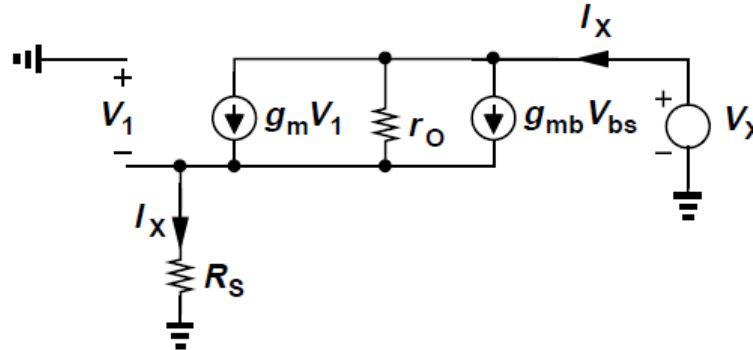 I_X
+
V_1
−
g_mV_1
r_O
g_mbV_bs
+
−
V_X
I_X
R_S